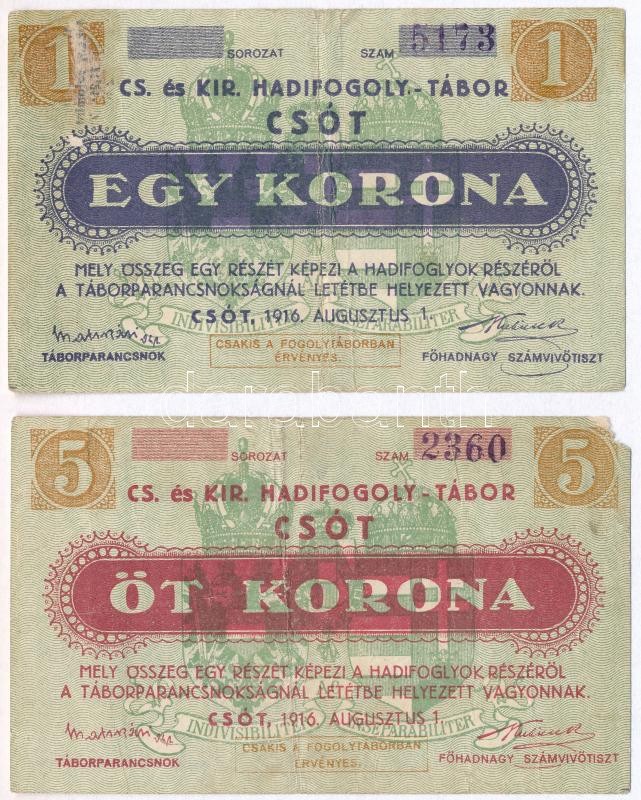 1 SOROZAT SZAM 5173 1
CS. és KIR. HADIFOGOLY.-TÁBOR
CSÓT
EGY KORONA
MELY ÖSSZEG EGY RÉSZÉT KÉPEZI A HADIFOGLYOK RÉSZÉRŐL
A TÁBORPARANCSNOKSÁGNÁL LETÉTBE HELYEZETT VAGYONNAK.
CSÓT, 1916. AUGUSZTUS 1.
INDIVISIBILITER INSEPARABILITER
CSAKIS A FOGOLYTÁBORBAN
ÉRVÉNYES.
TÁBORPARANCSNOK FŐHADNAGY SZÁMVIVŐTISZT
darabanth
5 SOROZAT SZAM 2360 5
CS. és KIR. HADIFOGOLY-TÁBOR
CSÓT
ÖT KORONA
MELY ÖSSZEG EGY RÉSZÉT KÉPEZI A HADIFOGLYOK RÉSZÉRŐL
A TÁBORPARANCSNOKSÁGNÁL LETÉTBE HELYEZETT VAGYONNAK.
CSÓT, 1916. AUGUSZTUS 1.
INDIVISIBILITER INSEPARABILITER
CSAKIS A FOGOLYTÁBORBAN
ÉRVÉNYES.
TÁBORPARANCSNOK FŐHADNAGY SZÁMVIVŐTISZT